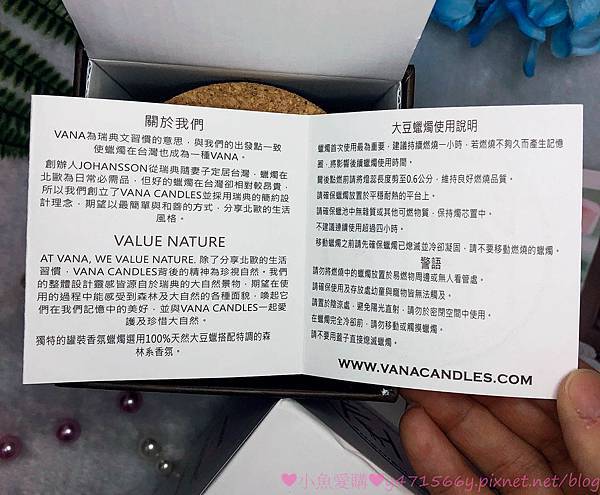 關於我們
VANA為瑞典文習慣的意思，與我們的出發點一致
使蠟燭在台灣也成為一種VANA。
創辦人JOHANSSON從瑞典隨妻子定居台灣，蠟燭在
北歐為日常必需品，但好的蠟燭在台灣卻相對較昂貴，
所以我們創立了VANA CANDLES並採用瑞典的簡約設
計理念，期望以最簡單與和善的方式，分享北歐的生活
風格。
VALUE NATURE
AT VANA, WE VALUE NATURE. 除了分享北歐的生活
習慣，VANA CANDLES背後的精神為珍視自然。我們
的整體設計靈感皆源自於瑞典的大自然景物，期望在使
用的過程中能感受到森林及大自然的各種面貌，喚起它
們在我們記憶中的美好，並與VANA CANDLES一起愛
護及珍惜大自然。
獨特的罐裝香氛蠟燭選用100%天然大豆蠟搭配特調的森
林系香氛。
大豆蠟燭使用說明
蠟燭首次使用最為重要，建議持續燃燒一小時，若燃燒不夠久而產生記憶
圈，將影響後續蠟燭使用時間。
爾後點燃前請將燭蕊長度剪至0.6公分，維持良好燃燒品質。
請確保蠟燭放置於平穩耐熱的平台上。
請確保蠟池中無雜質或其他可燃物質，保持燭芯置中。
不建議連續使用超過四小時。
移動蠟燭之前請先確保蠟燭已熄滅並冷卻凝固，請不要移動燃燒的蠟燭。
警語
請勿將燃燒中的蠟燭放置於易燃物周邊或無人看管處。
請確保使用及存放處幼童與寵物皆無法觸及。
請置於陰涼處，避免陽光直射，請勿於密閉空間中使用。
在蠟燭完全冷卻前，請勿移動或觸摸蠟燭。
請不要用蓋子直接熄滅蠟燭。
WWW.VANACANDLES.COM
♥小魚愛購♥y471566y.pixnet.net/blog